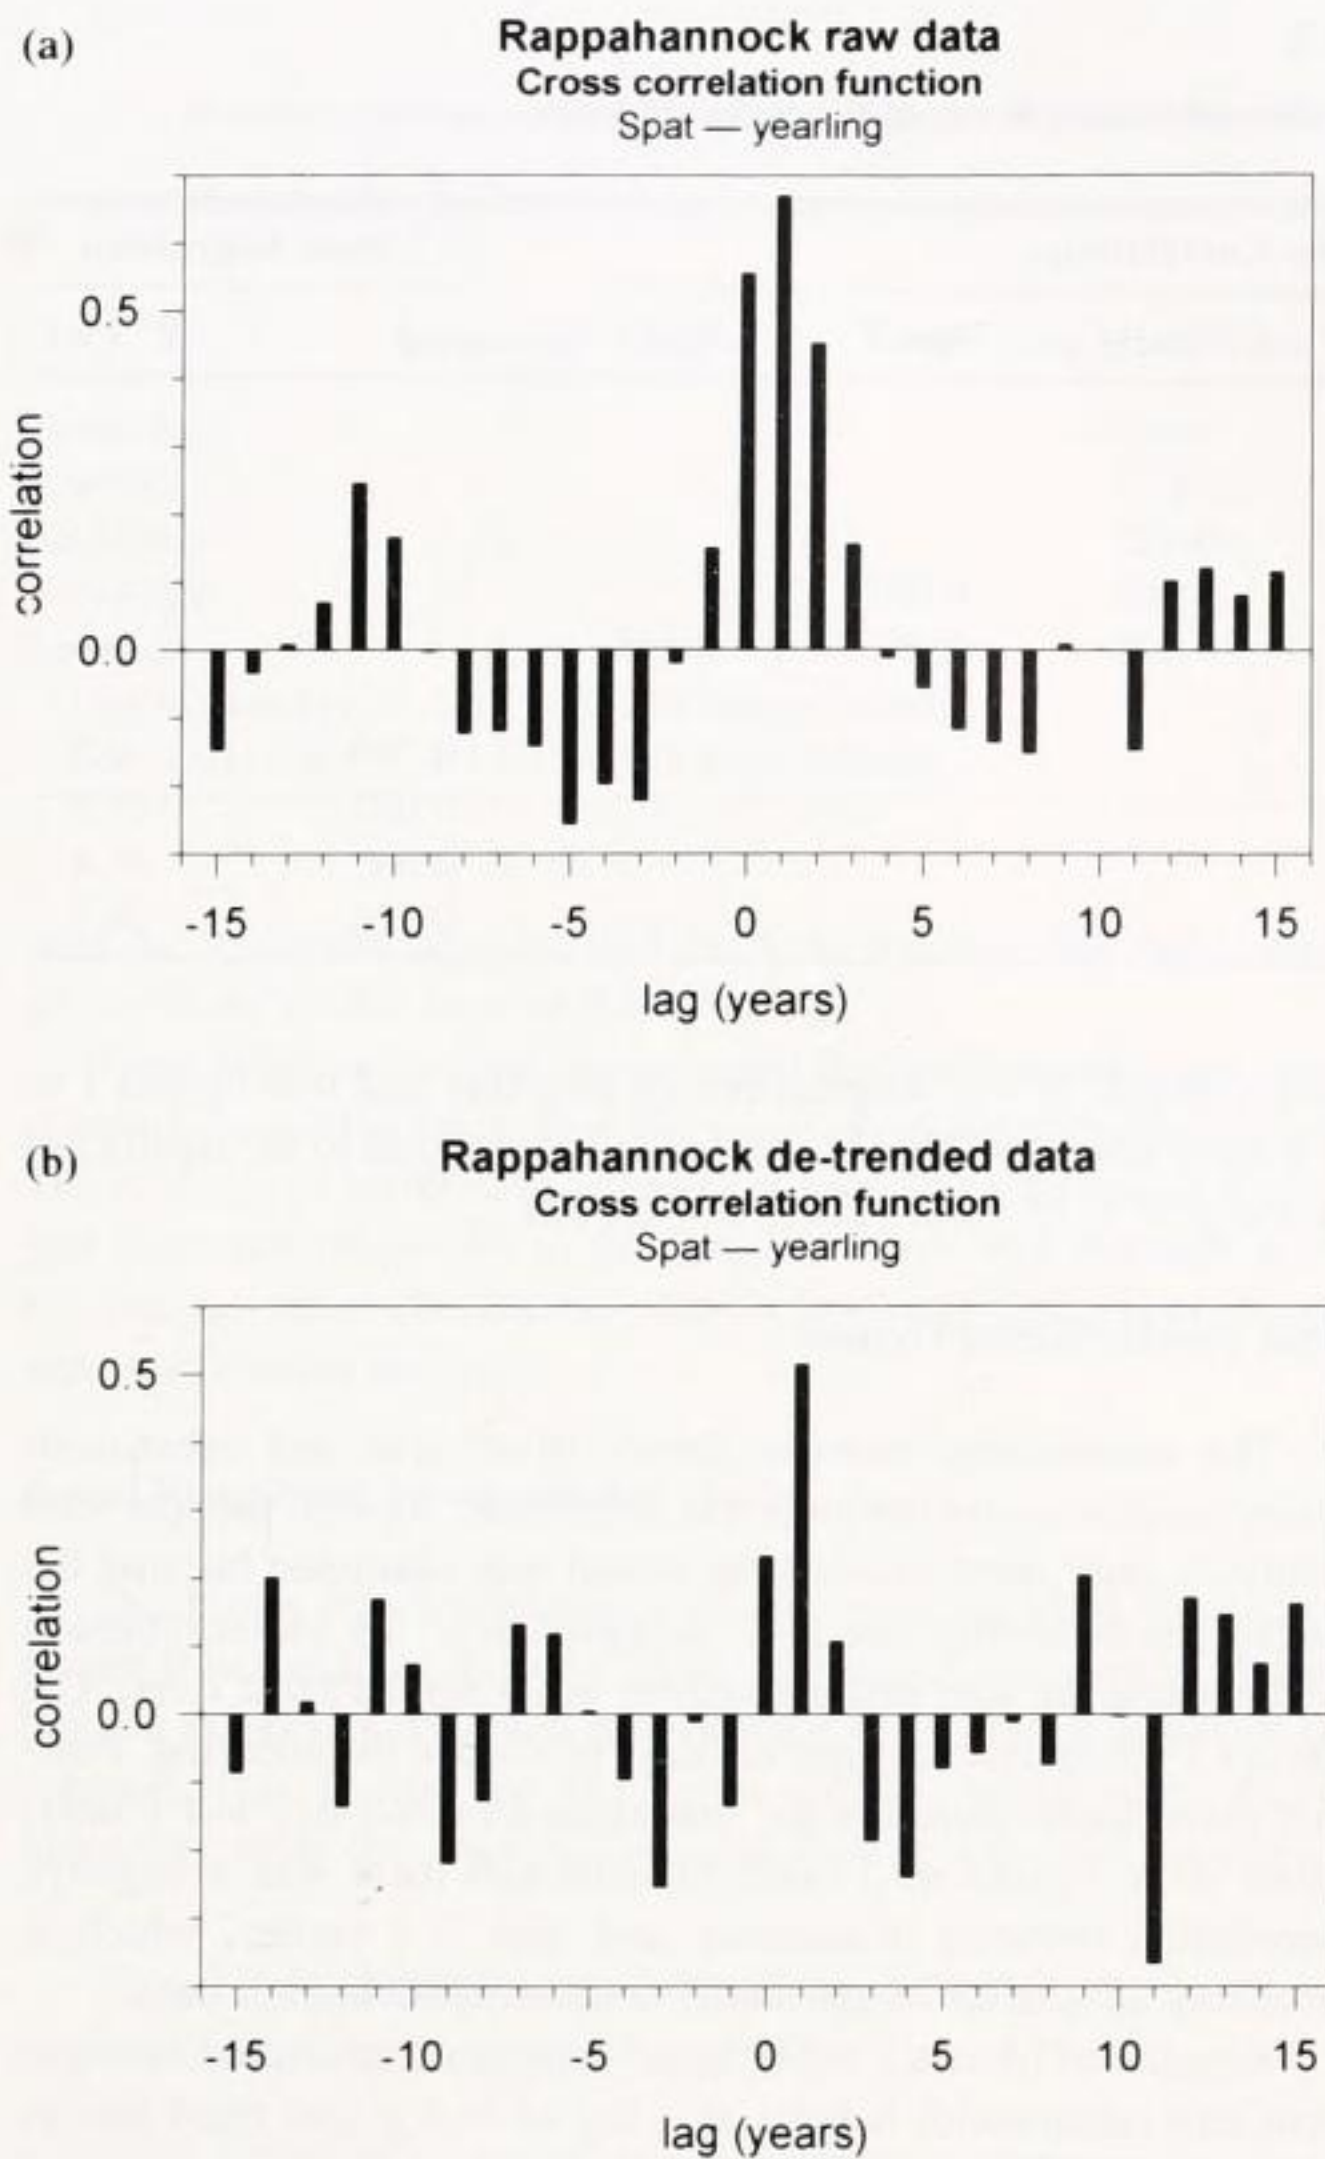 (a)
Rappahannock raw data
Cross correlation function
Spat — yearling
0.5
0.0
correlation
-15 -10 -5 0 5 10 15
lag (years)
(b)
Rappahannock de-trended data
Cross correlation function
Spat — yearling
0.5
0.0
correlation
-15 -10 -5 0 5 10 15
lag (years)